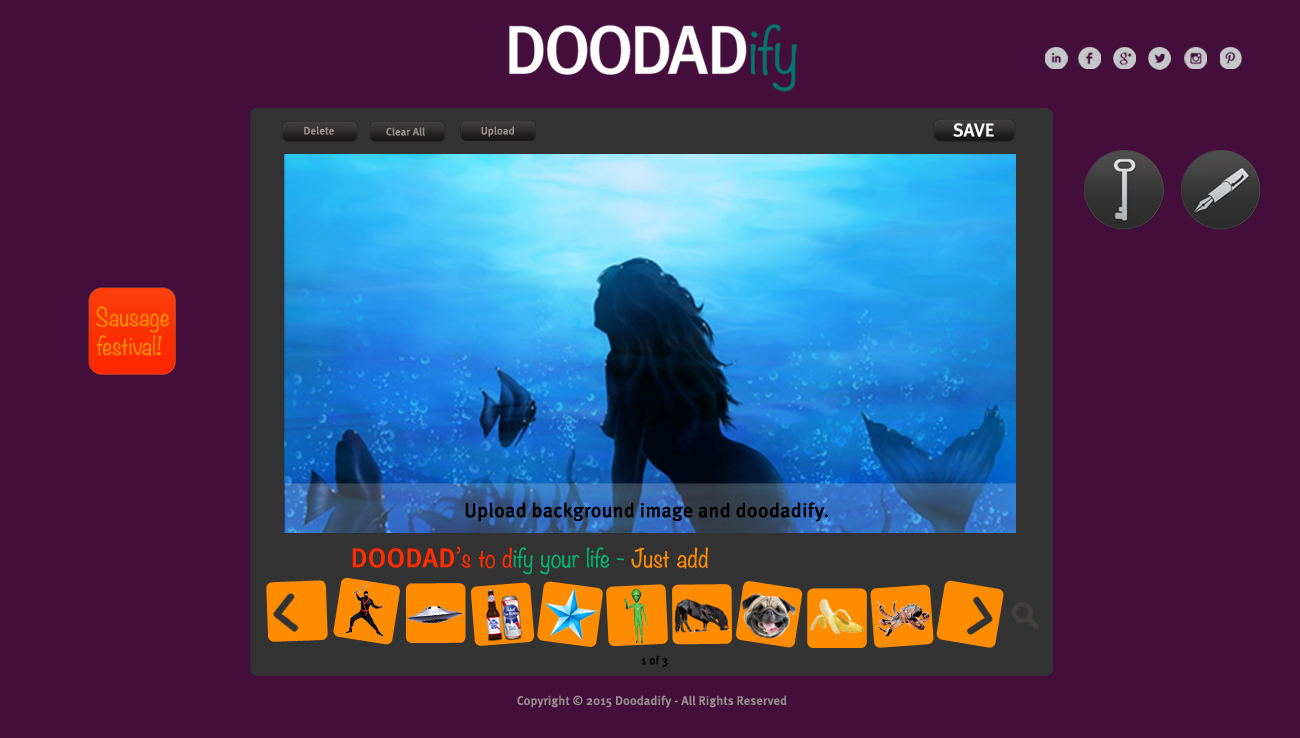 DOODADify
Delete
Clear All
Upload
SAVE
Sausage
festival!
Upload background image and doodadify.
DOODAD's to dify your life - Just add
1 of 3
Copyright © 2015 Doodadify - All Rights Reserved